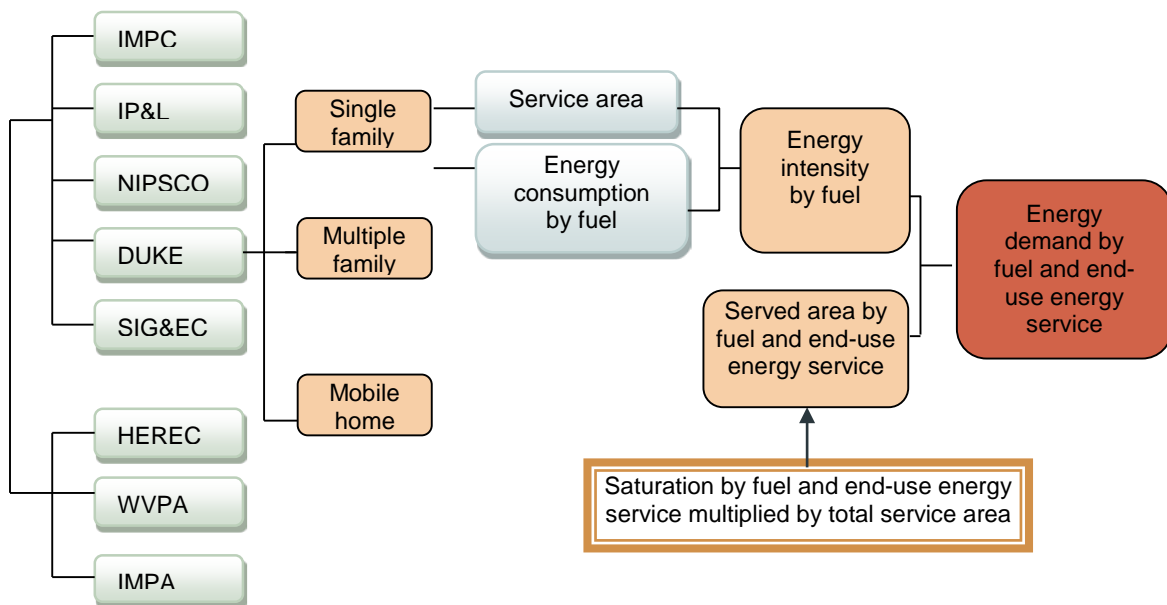 IMPC
IP&L
NIPSCO
DUKE
SIG&EC
HEREC
WVPA
IMPA
Single
family
Multiple
family
Mobile
home
Service area
Energy
consumption
by fuel
Energy
intensity
by fuel
Served area by
fuel and end-use
energy service
Saturation by fuel and end-use energy
service multiplied by total service area
Energy
demand by
fuel and end-
use energy
service